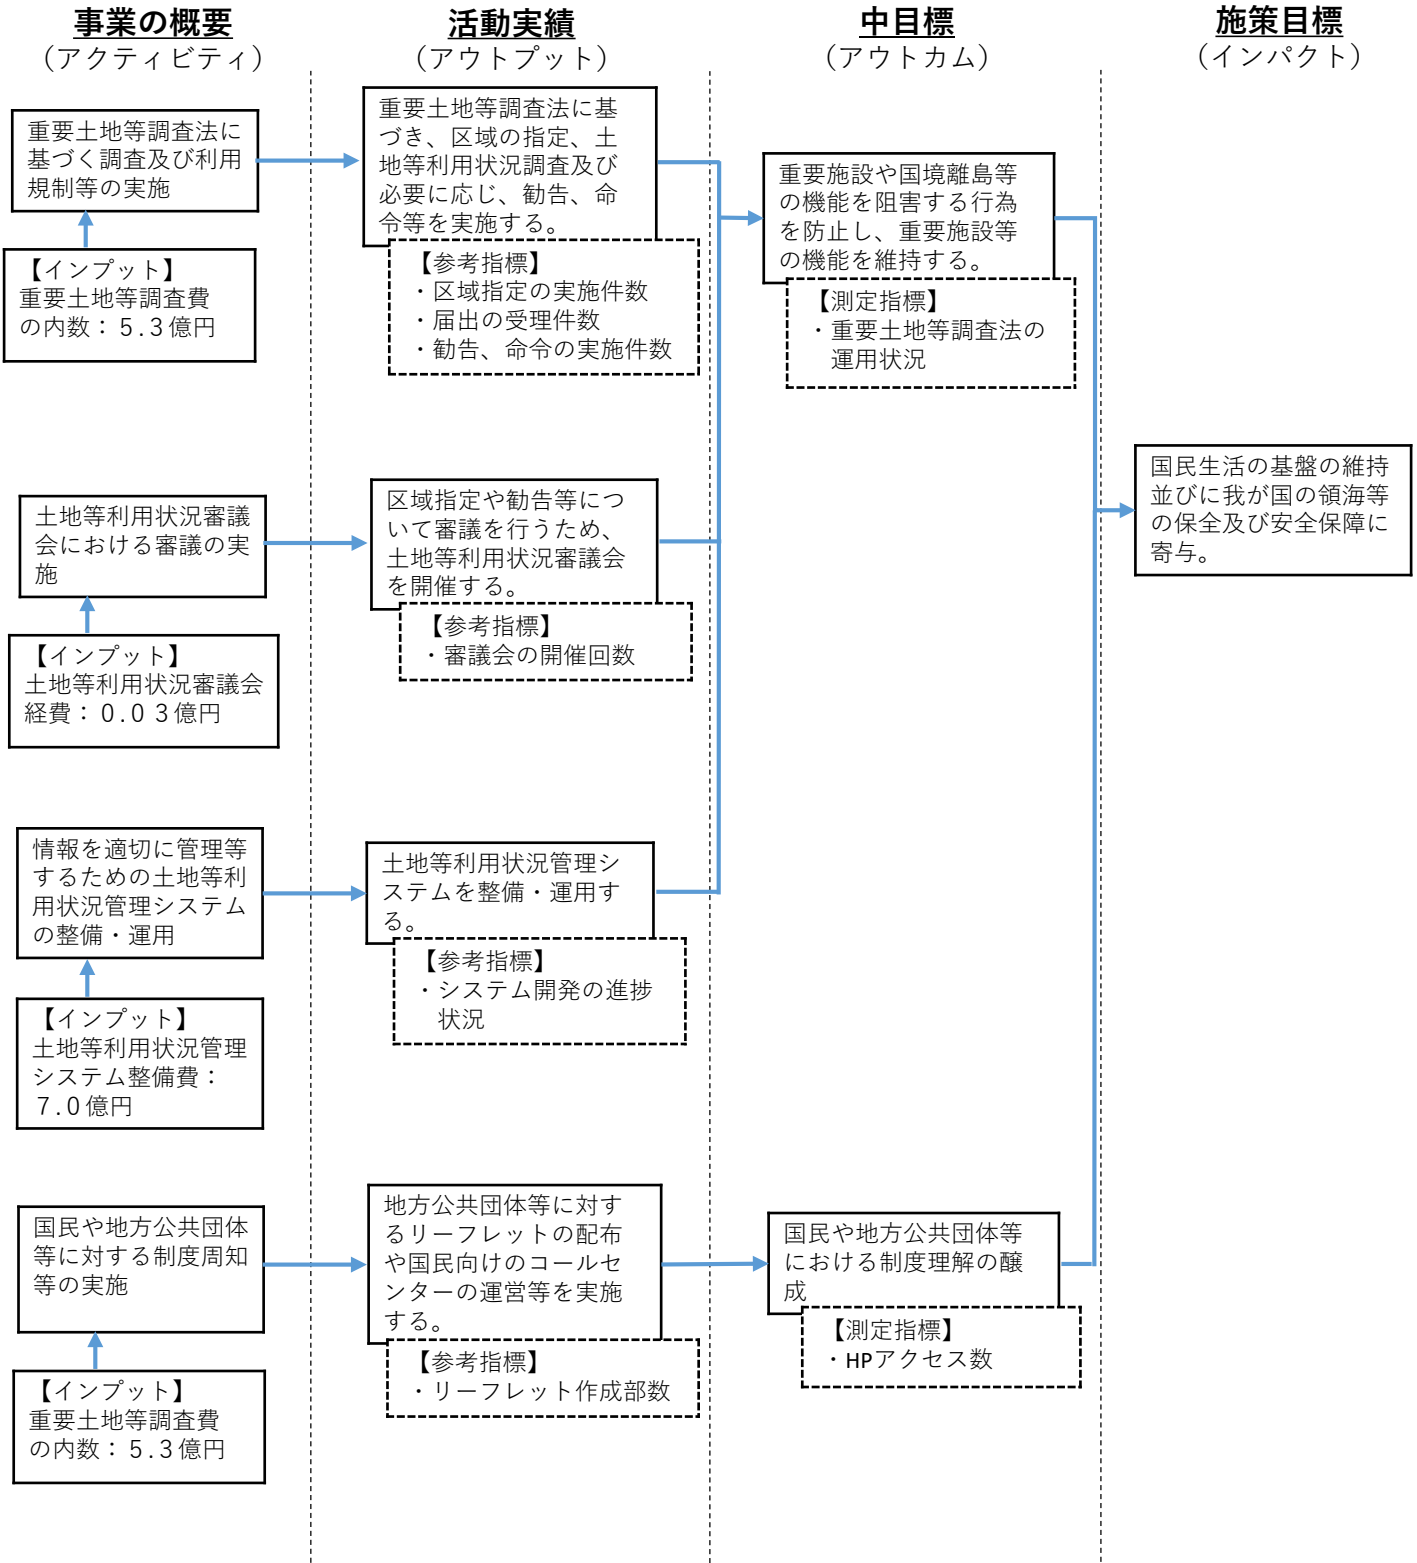 事業の概要
（アクティビティ）
活動実績
（アウトプット）
中目標
（アウトカム）
施策目標
（インパクト）
重要土地等調査法に
基づく調査及び利用
規制等の実施
【インプット】
重要土地等調査費
の内数：５.３億円
重要土地等調査法に基
づき、区域の指定、土
地等利用状況調査及び
必要に応じ、勧告、命
令等を実施する。
【参考指標】
・区域指定の実施件数
・届出の受理件数
・勧告、命令の実施件数
重要施設や国境離島等
の機能を阻害する行為
を防止し、重要施設等
の機能を維持する。
【測定指標】
・重要土地等調査法の
運用状況
国民生活の基盤の維持
並びに我が国の領海等
の保全及び安全保障に
寄与。
土地等利用状況審議
会における審議の実
施
【インプット】
土地等利用状況審議会
経費：０.０３億円
区域指定や勧告等につ
いて審議を行うため、
土地等利用状況審議会
を開催する。
【参考指標】
・審議会の開催回数
情報を適切に管理等
するための土地等利
用状況管理システム
の整備・運用
【インプット】
土地等利用状況管理
システム整備費：
７.０億円
土地等利用状況管理シ
ステムを整備・運用す
る。
【参考指標】
・システム開発の進捗
状況
国民や地方公共団体
等に対する制度周知
等の実施
【インプット】
重要土地等調査費
の内数：５.３億円
地方公共団体等に対す
るリーフレットの配布
や国民向けのコールセ
ンターの運営等を実施
する。
【参考指標】
・リーフレット作成部数
国民や地方公共団体等
における制度理解の醸
成
【測定指標】
・HPアクセス数